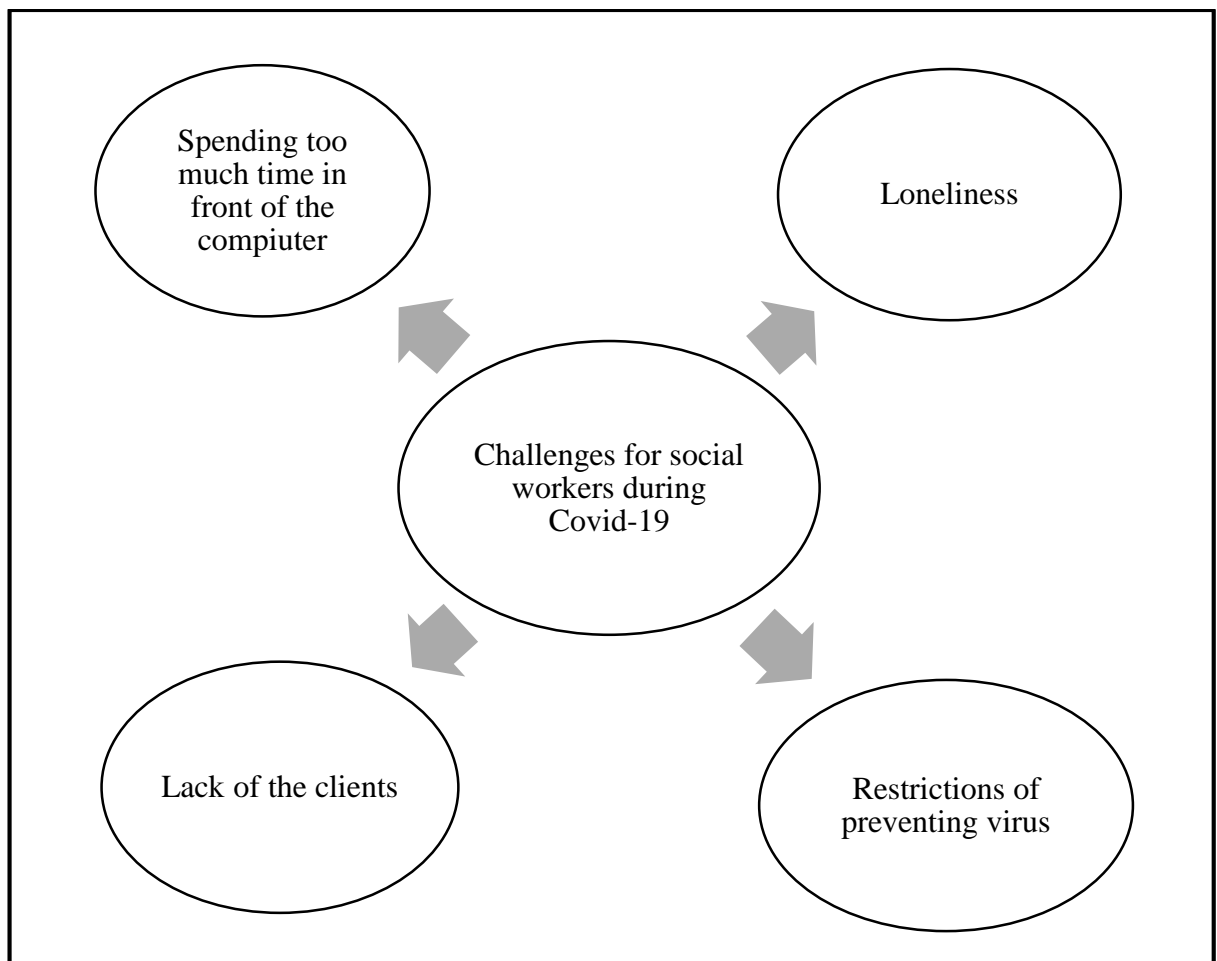 Spending too
much time in
front of the
compiuter
Loneliness
Challenges for social
workers during
Covid-19
Lack of the clients
Restrictions of
preventing virus